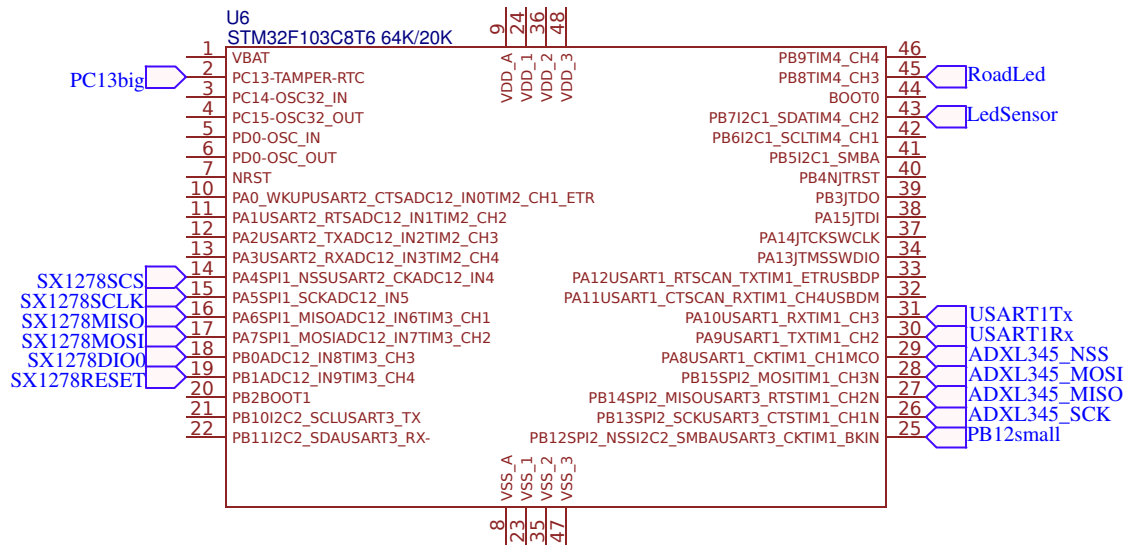 U6
STM32F103C8T6 64K/20K
9 24 36 48
VDD_A VDD_1 VDD_2 VDD_3
1 VBAT
PC13big 2 PC13-TAMPER-RTC
3 PC14-OSC32_IN
4 PC15-OSC32_OUT
5 PD0-OSC_IN
6 PD0-OSC_OUT
7 NRST
10 PA0_WKUPUSART2_CTSADC12_IN0TIM2_CH1_ETR
11 PA1USART2_RTSADC12_IN1TIM2_CH2
12 PA2USART2_TXADC12_IN2TIM2_CH3
13 PA3USART2_RXADC12_IN3TIM2_CH4
SX1278SCS 14 PA4SPI1_NSSUSART2_CKADC12_IN4
SX1278SCLK 15 PA5SPI1_SCKADC12_IN5
SX1278MISO 16 PA6SPI1_MISOADC12_IN6TIM3_CH1
SX1278MOSI 17 PA7SPI1_MOSIADC12_IN7TIM3_CH2
SX1278DIO0 18 PB0ADC12_IN8TIM3_CH3
SX1278RESET 19 PB1ADC12_IN9TIM3_CH4
20 PB2BOOT1
21 PB10I2C2_SCLUSART3_TX
22 PB11I2C2_SDAUSART3_RX-
PB9TIM4_CH4 46
PB8TIM4_CH3 45 RoadLed
BOOT0 44
PB7I2C1_SDATIM4_CH2 43 LedSensor
PB6I2C1_SCLTIM4_CH1 42
PB5I2C1_SMBA 41
PB4NJTRST 40
PB3JTDO 39
PA15JTDI 38
PA14JTCKSWCLK 37
PA13JTMSSWDIO 34
PA12USART1_RTSCAN_TXTIM1_ETRUSBDP 33
PA11USART1_CTSCAN_RXTIM1_CH4USBDM 32
PA10USART1_RXTIM1_CH3 31 USART1Tx
PA9USART1_TXTIM1_CH2 30 USART1Rx
PA8USART1_CKTIM1_CH1MCO 29 ADXL345_NSS
PB15SPI2_MOSITIM1_CH3N 28 ADXL345_MOSI
PB14SPI2_MISOUSART3_RTSTIM1_CH2N 27 ADXL345_MISO
PB13SPI2_SCKUSART3_CTSTIM1_CH1N 26 ADXL345_SCK
PB12SPI2_NSSI2C2_SMBAUSART3_CKTIM1_BKIN 25 PB12small
VSS_A VSS_1 VSS_2 VSS_3
8 23 35 47